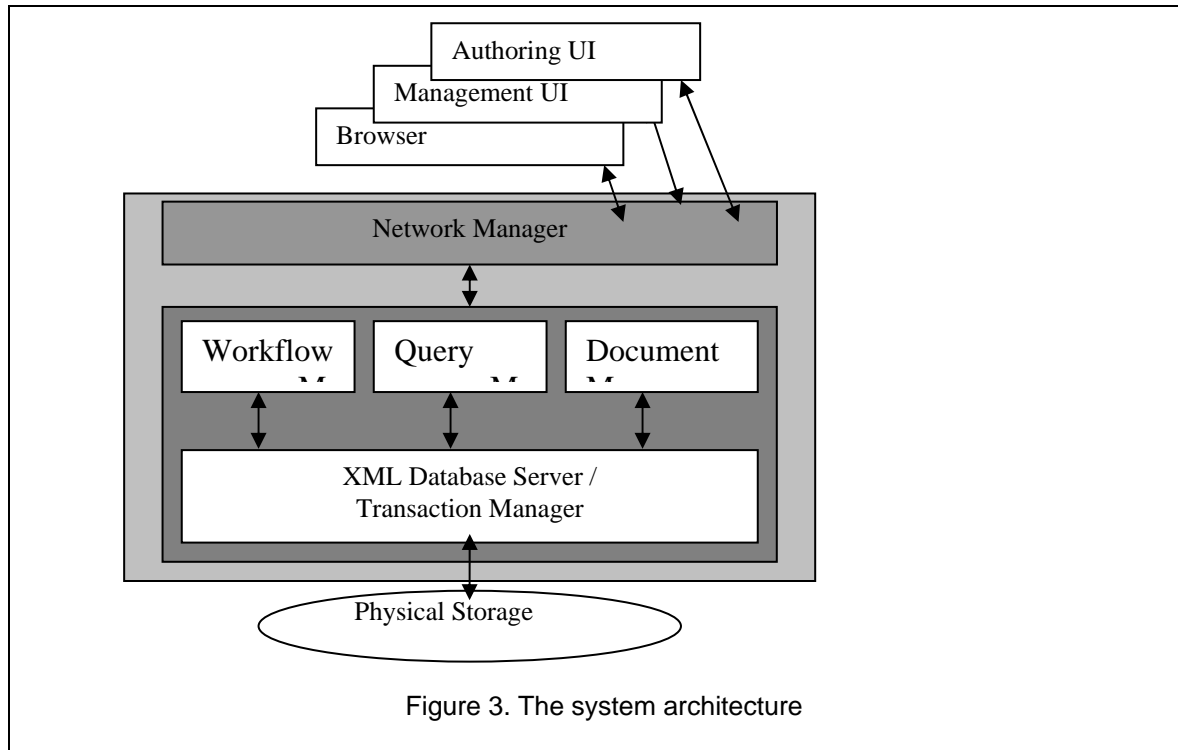 Authoring UI
Management UI
Browser
Network Manager
Workflow
Query
Document
XML Database Server /
Transaction Manager
Physical Storage
Figure 3. The system architecture